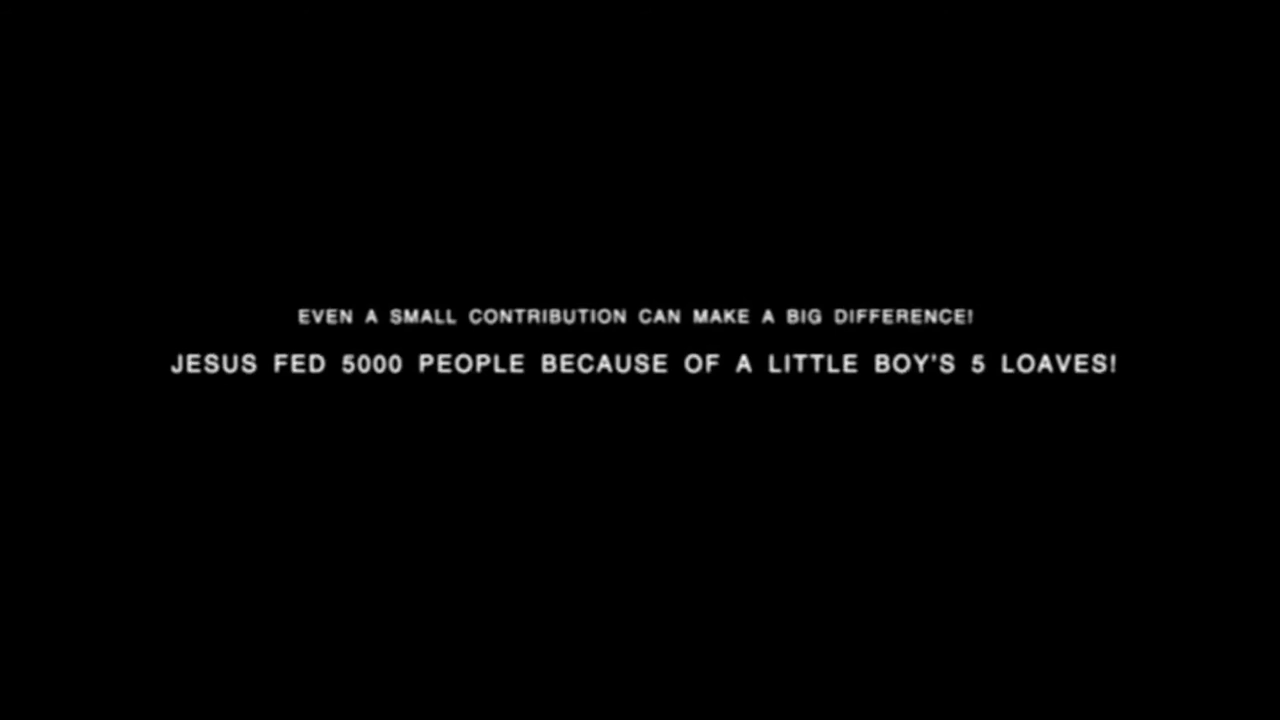 EVEN A SMALL CONTRIBUTION CAN MAKE A BIG DIFFERENCE!
JESUS FED 5000 PEOPLE BECAUSE OF A LITTLE BOY'S 5 LOAVES!